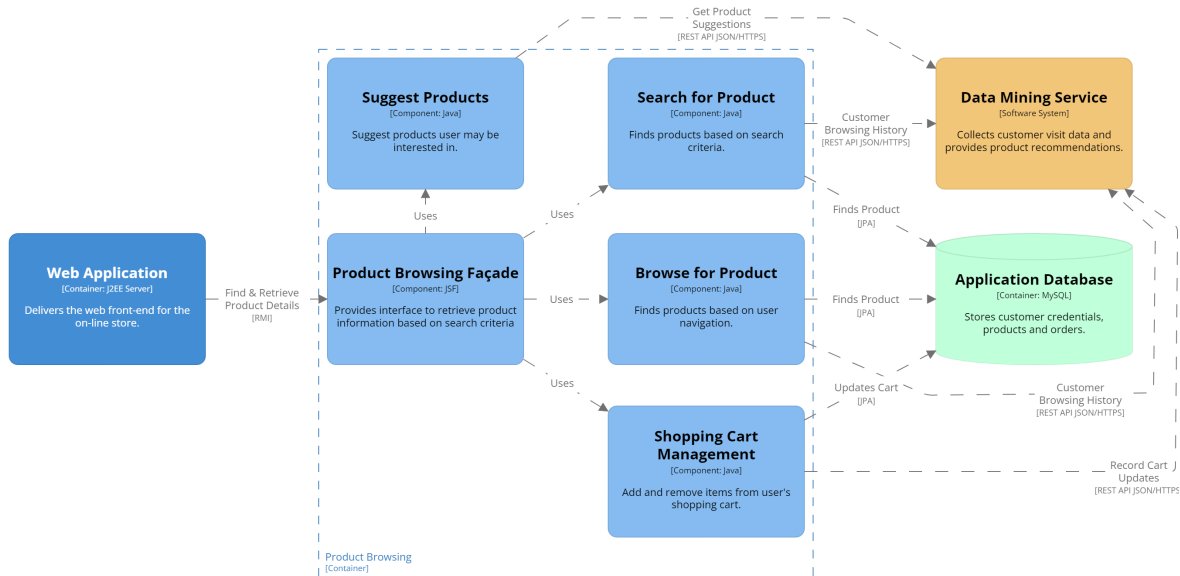 Get Product
Suggestions
[REST API JSON/HTTPS]
Suggest Products
[Component: Java]
Suggest products user may be
interested in.
Search for Product
[Component: Java]
Finds products based on search
criteria.
Customer
Browsing History
[REST API JSON/HTTPS]
Data Mining Service
[Software System]
Collects customer visit data and
provides product recommendations.
Uses
Uses
Finds Product
[JPA]
Web Application
[Container: J2EE Server]
Delivers the web front-end for the
on-line store.
Find & Retrieve
Product Details
[RMI]
Product Browsing Façade
[Component: JSF]
Provides interface to retrieve product
information based on search criteria
Uses
Browse for Product
[Component: Java]
Finds products based on user
navigation.
Finds Product
[JPA]
Application Database
[Container: MySQL]
Stores customer credentials,
products and orders.
Uses
Updates Cart
[JPA]
Customer
Browsing History
[REST API JSON/HTTPS]
Shopping Cart
Management
[Component: Java]
Add and remove items from user's
shopping cart.
Record Cart
Updates
[REST API JSON/HTTPS
Product Browsing
[Container]